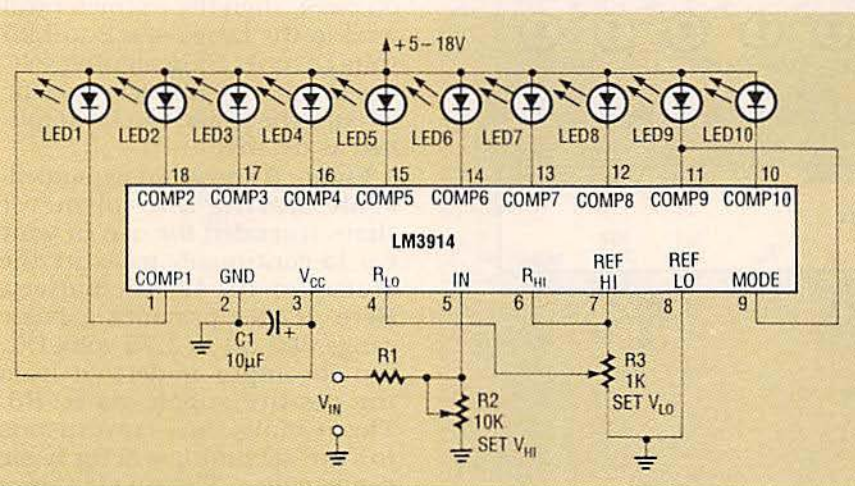 +5-18V
LED1 LED2 LED3 LED4 LED5 LED6 LED7 LED8 LED9 LED10
18 17 16 15 14 13 12 11 10
COMP2 COMP3 COMP4 COMP5 COMP6 COMP7 COMP8 COMP9 COMP10
LM3914
COMP1 GND VCC RLO IN RHI REF HI REF LO MODE
1 2 3 4 5 6 7 8 9
C1
10µF
R1
VIN
R2
10K
SET VHI
R3
1K
SET VLO